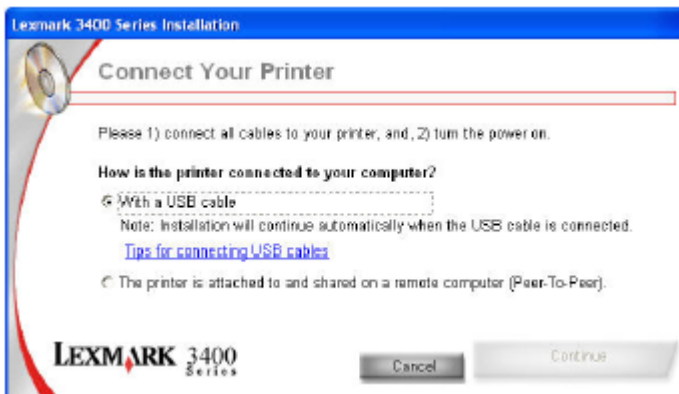 Lexmark 3400 Series Installation
Connect Your Printer
Please 1) connect all cables to your printer, and, 2) turn the power on.
How is the printer connected to your computer?
With a USB cable
Note: Installation will continue automatically when the USB cable is connected.
Tips for connecting USB cables
The printer is attached to and shared on a remote computer (Peer-To-Peer).
LEXMARK 3400
Series
Cancel
Continue